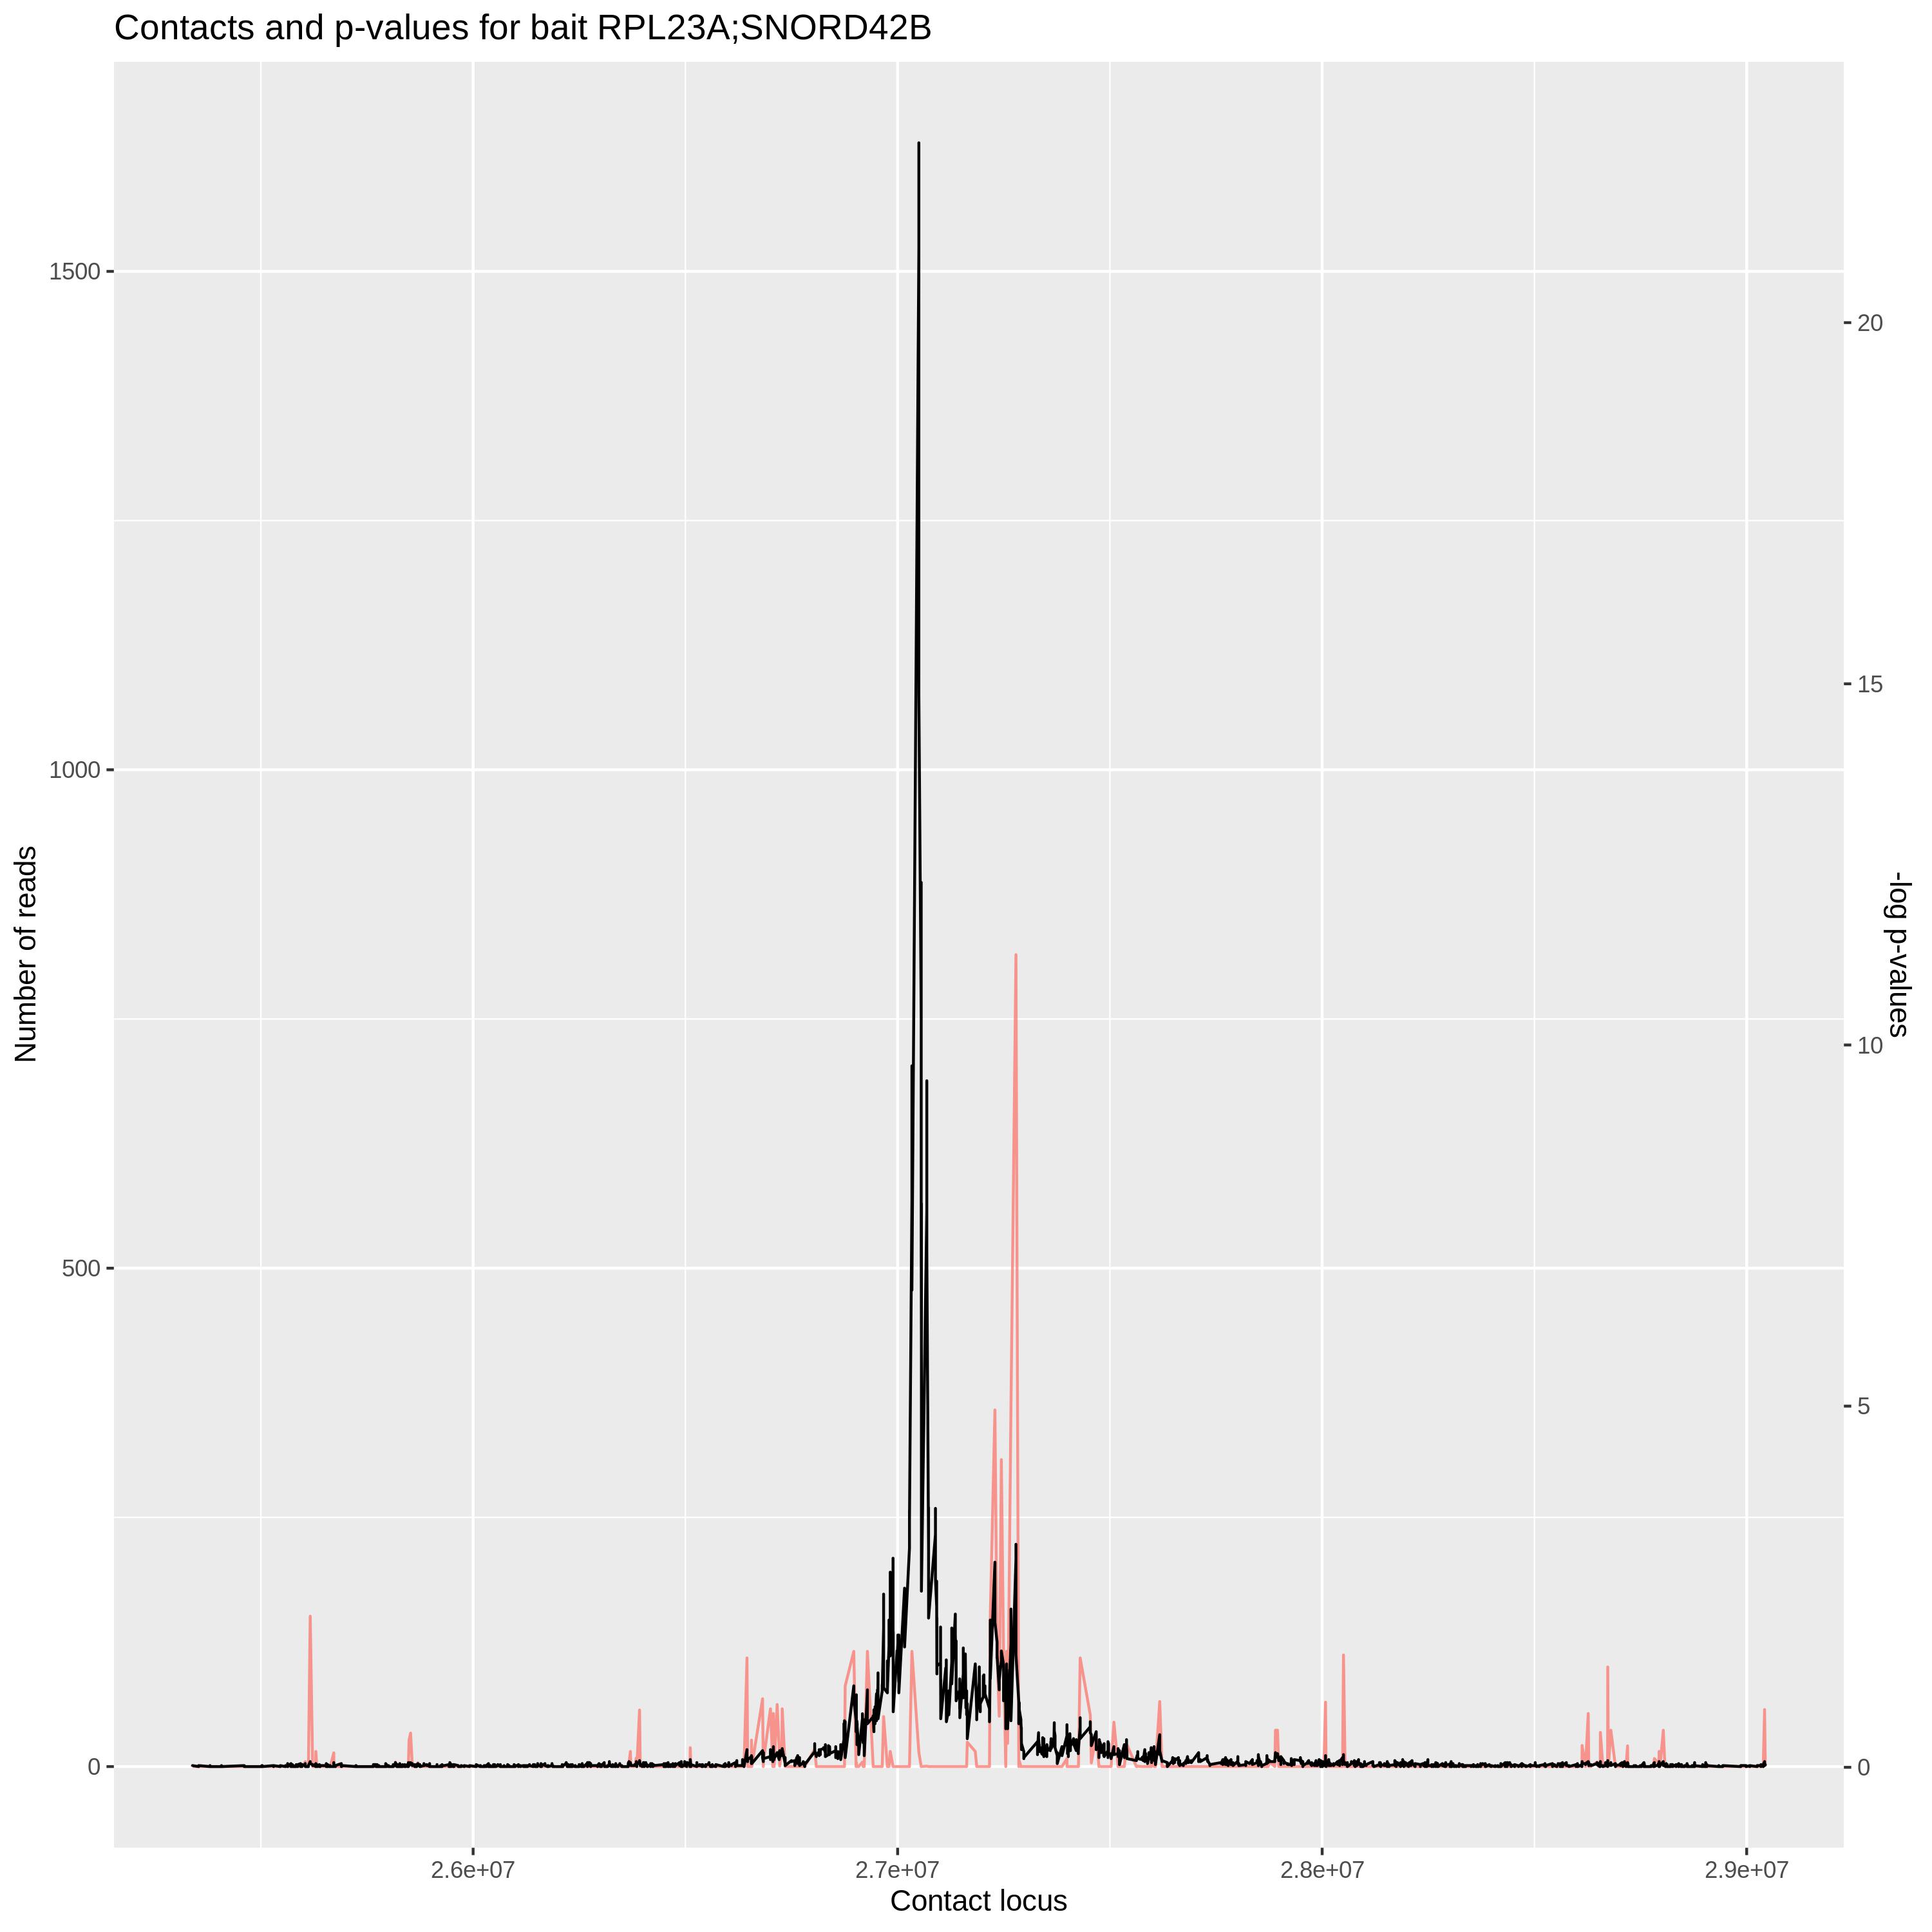 Contacts and p-values for bait RPL23A;SNORD42B
1500
1000
500
0
Number of reads
20
15
10
5
0
-log p-values
2.6e+07
2.7e+07
2.8e+07
2.9e+07
Contact locus